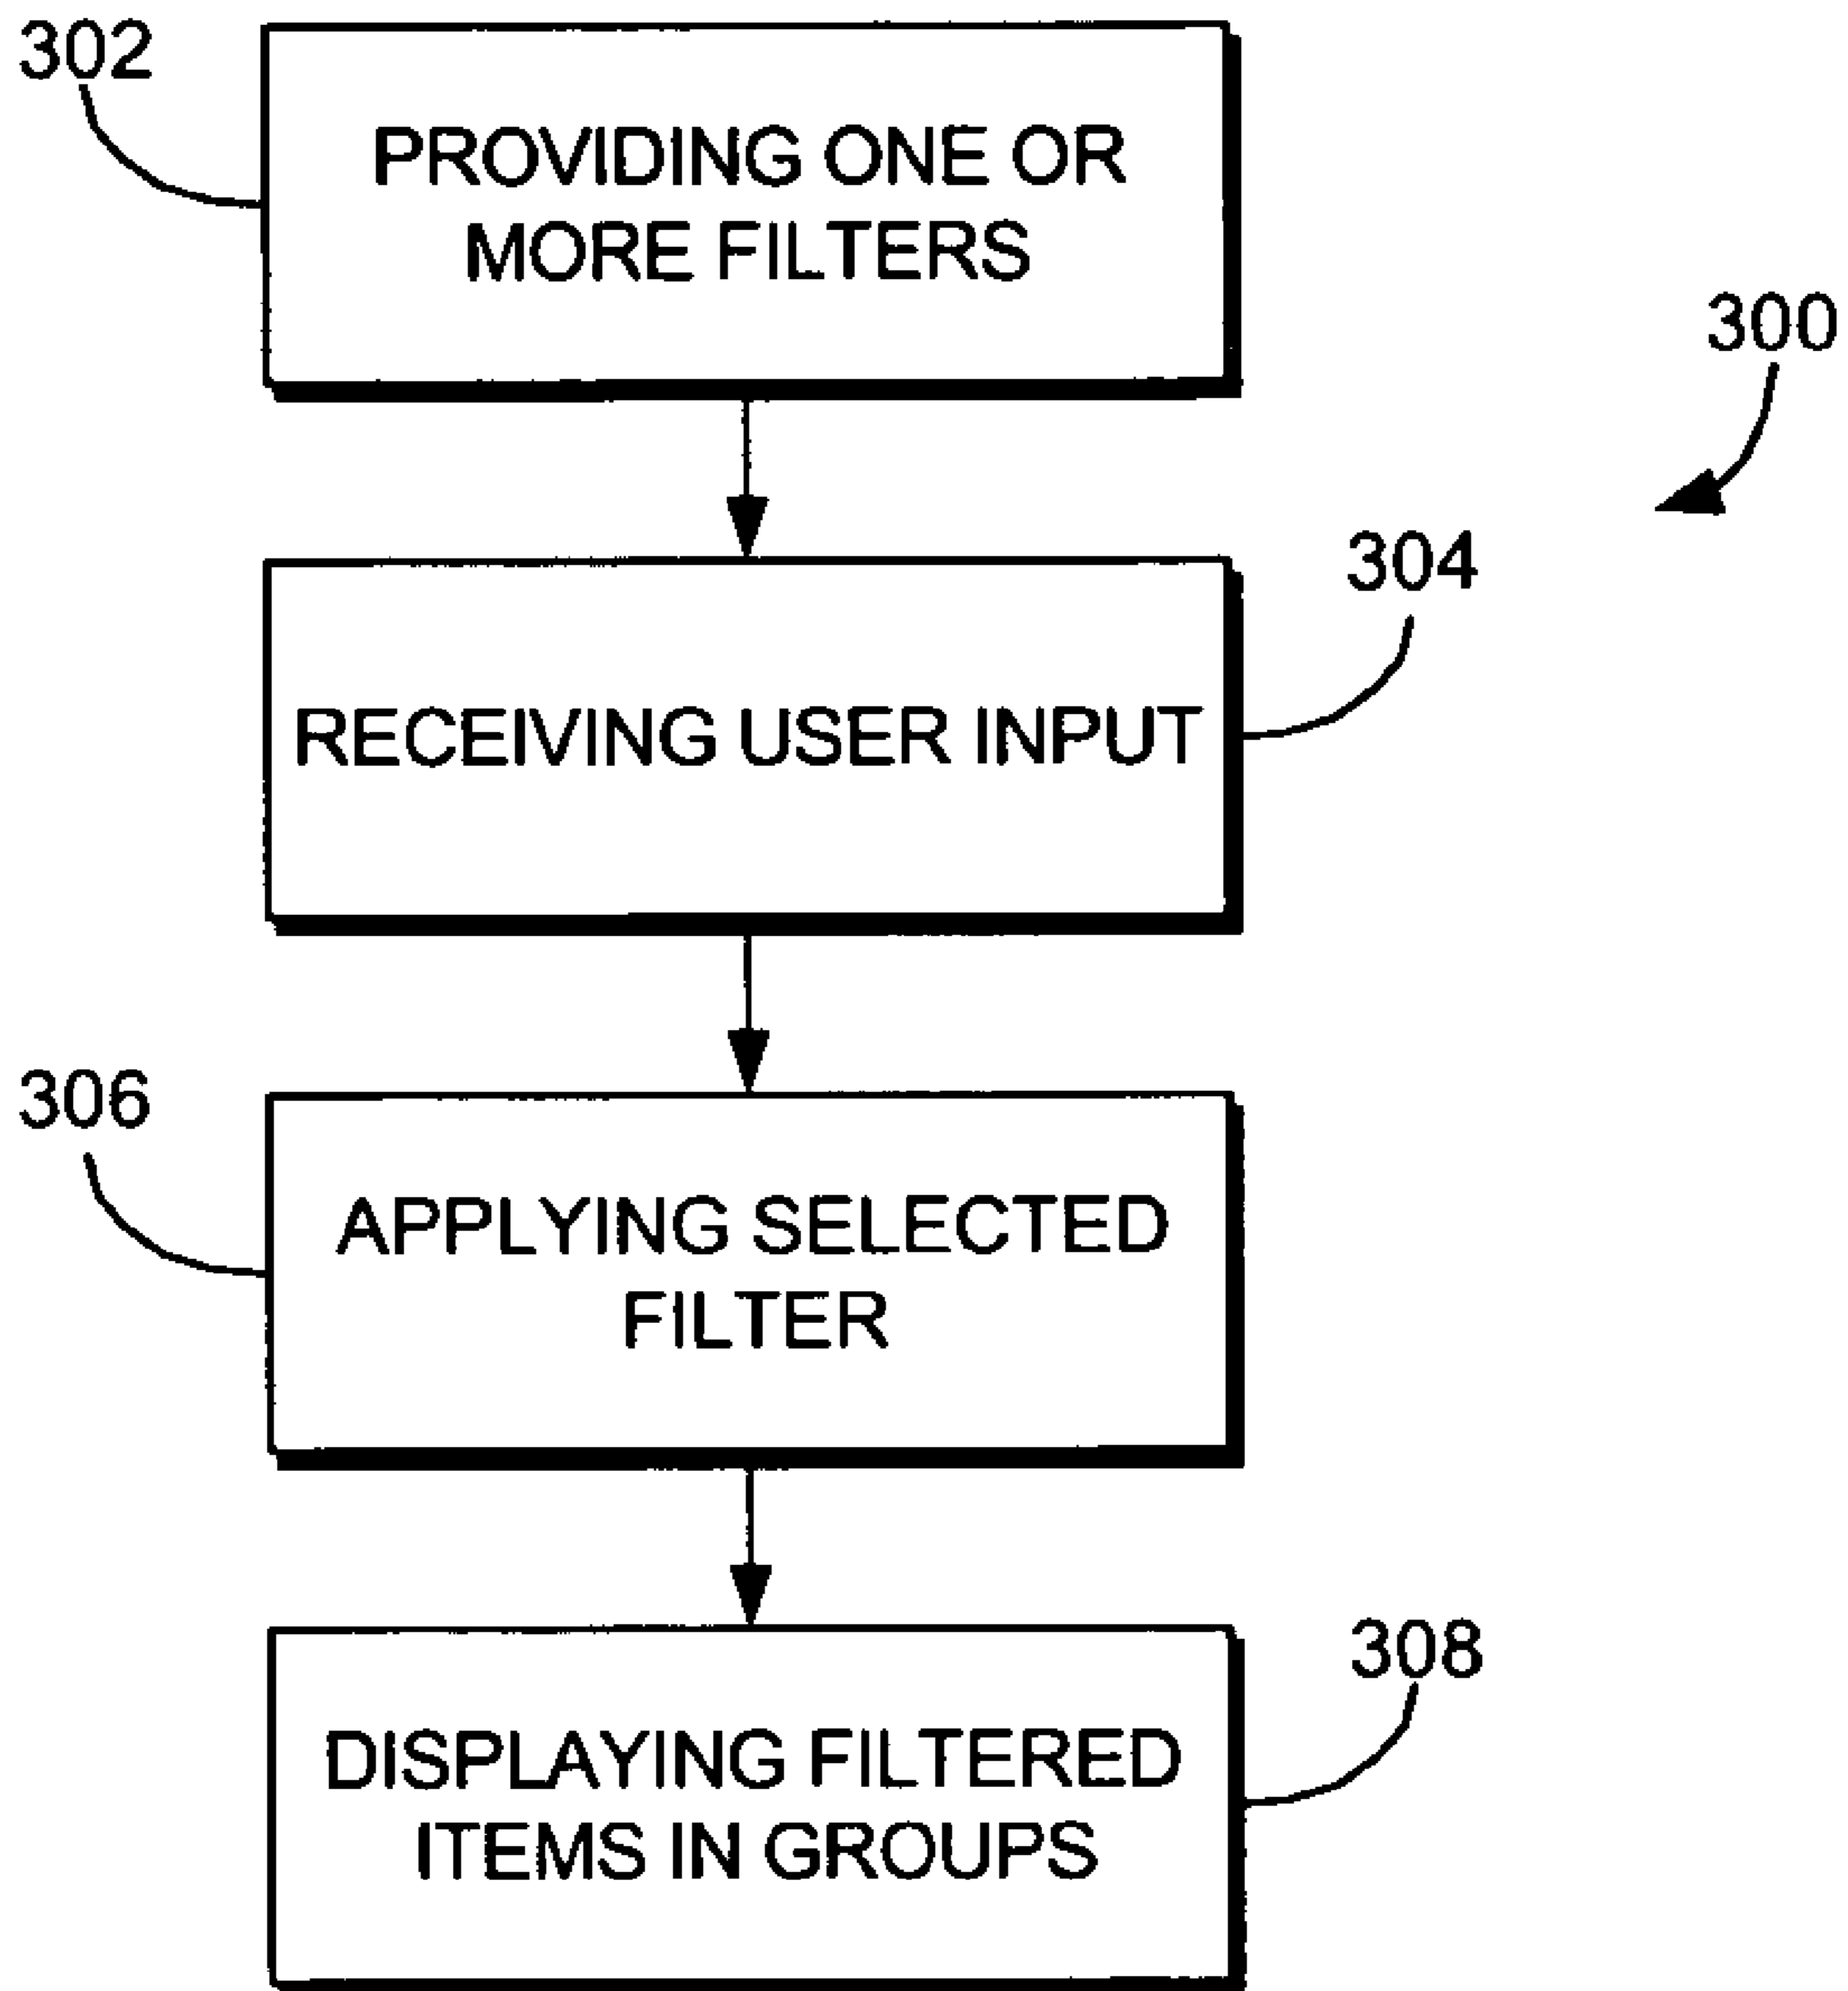 302
PROVIDING ONE OR
MORE FILTERS
300
304
RECEIVING USER INPUT
306
APPLYING SELECTED
FILTER
308
DISPLAYING FILTERED
ITEMS IN GROUPS